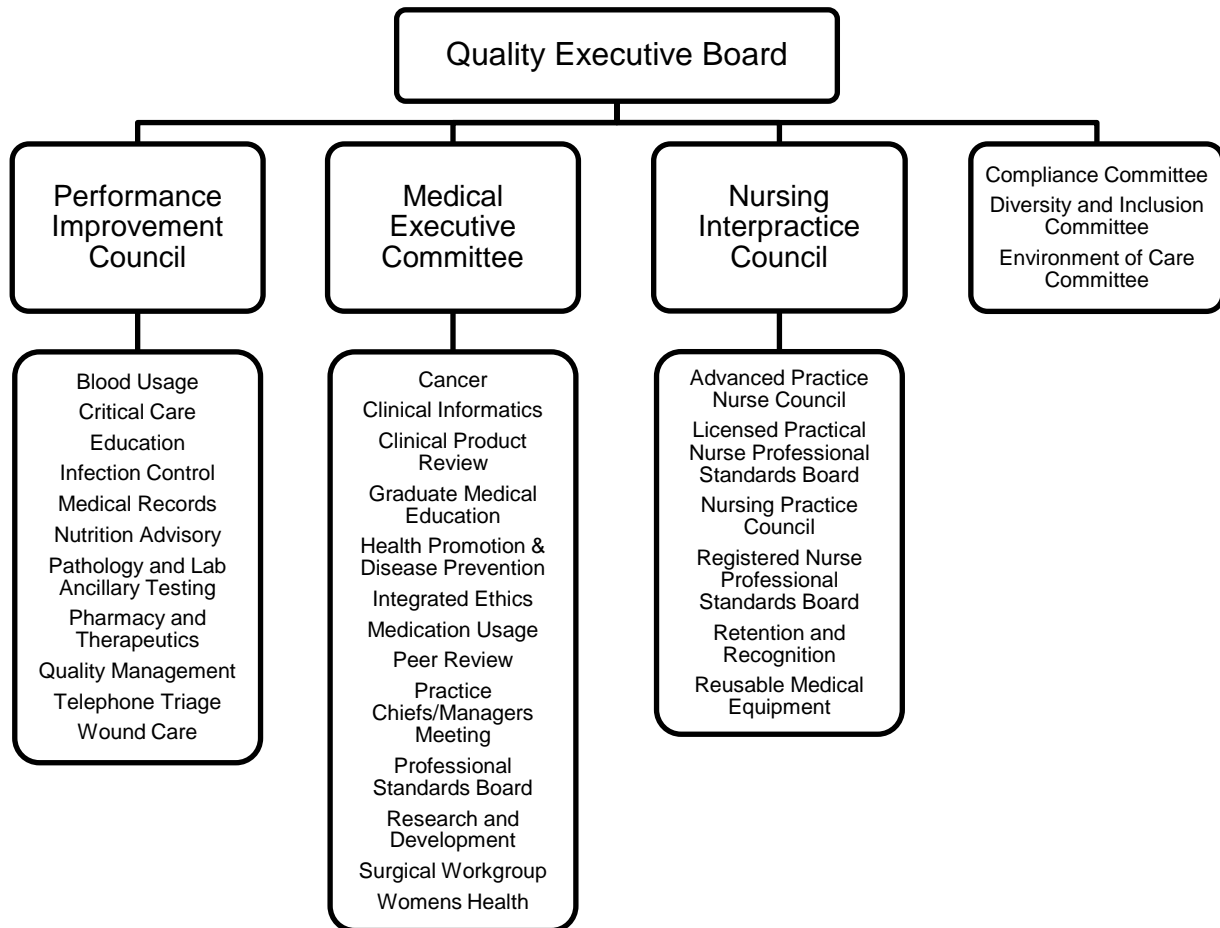 Quality Executive Board
Performance
Improvement
Council
Medical
Executive
Committee
Nursing
Interpractice
Council
Compliance Committee
Diversity and Inclusion
Committee
Environment of Care
Committee
Blood Usage
Critical Care
Education
Infection Control
Medical Records
Nutrition Advisory
Pathology and Lab
Ancillary Testing
Pharmacy and
Therapeutics
Quality Management
Telephone Triage
Wound Care
Cancer
Clinical Informatics
Clinical Product
Review
Graduate Medical
Education
Health Promotion &
Disease Prevention
Integrated Ethics
Medication Usage
Peer Review
Practice
Chiefs/Managers
Meeting
Professional
Standards Board
Research and
Development
Surgical Workgroup
Womens Health
Advanced Practice
Nurse Council
Licensed Practical
Nurse Professional
Standards Board
Nursing Practice
Council
Registered Nurse
Professional
Standards Board
Retention and
Recognition
Reusable Medical
Equipment